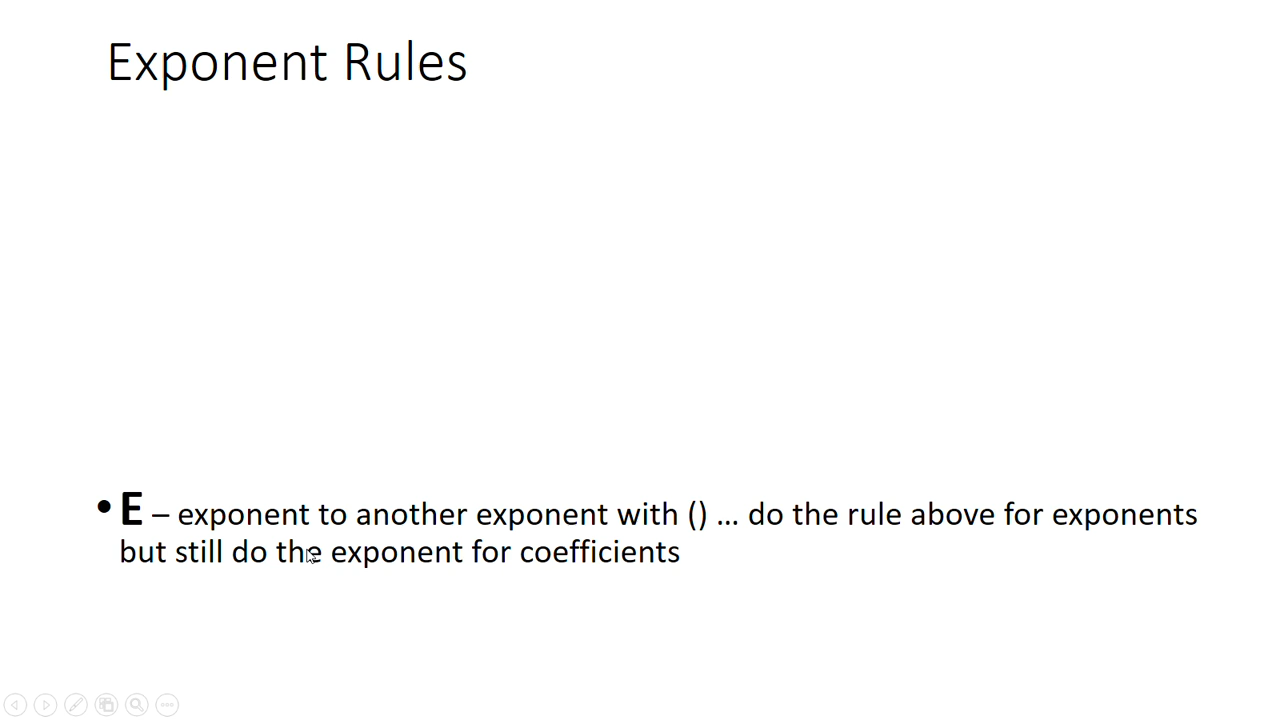 Exponent Rules
• E – exponent to another exponent with () … do the rule above for exponents
but still do the exponent for coefficients